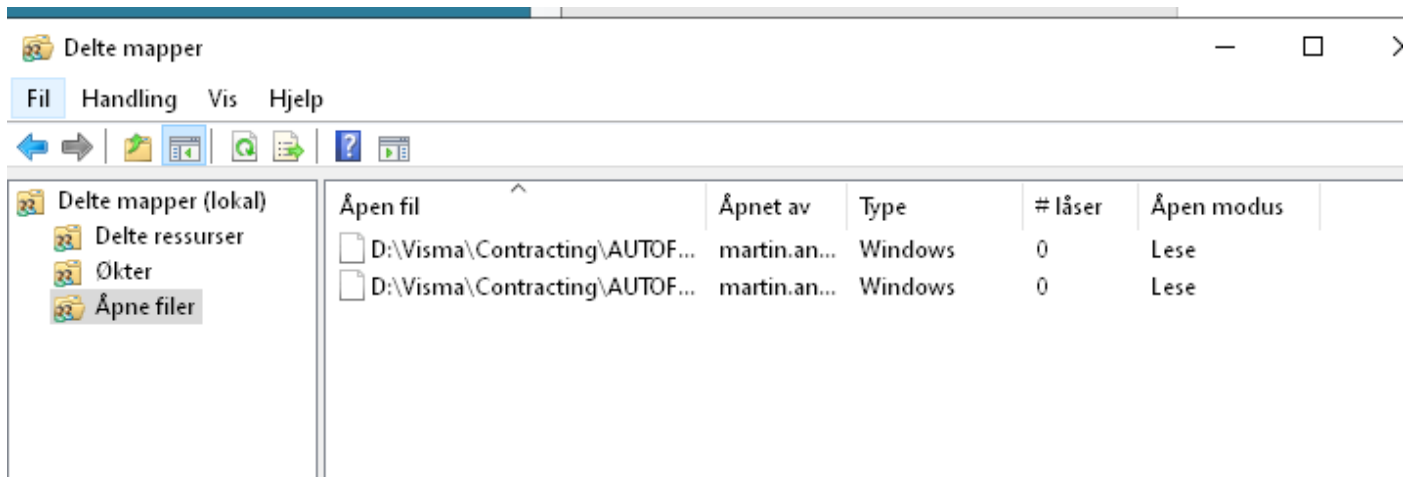 Delte mapper
Fil Handling Vis Hjelp
Delte mapper (lokal)
Delte ressurser
Økter
Åpne filer
Åpen fil Åpnet av Type # låser Åpen modus
D:\Visma\Contracting\AUTOF... martin.an... Windows 0 Lese
D:\Visma\Contracting\AUTOF... martin.an... Windows 0 Lese